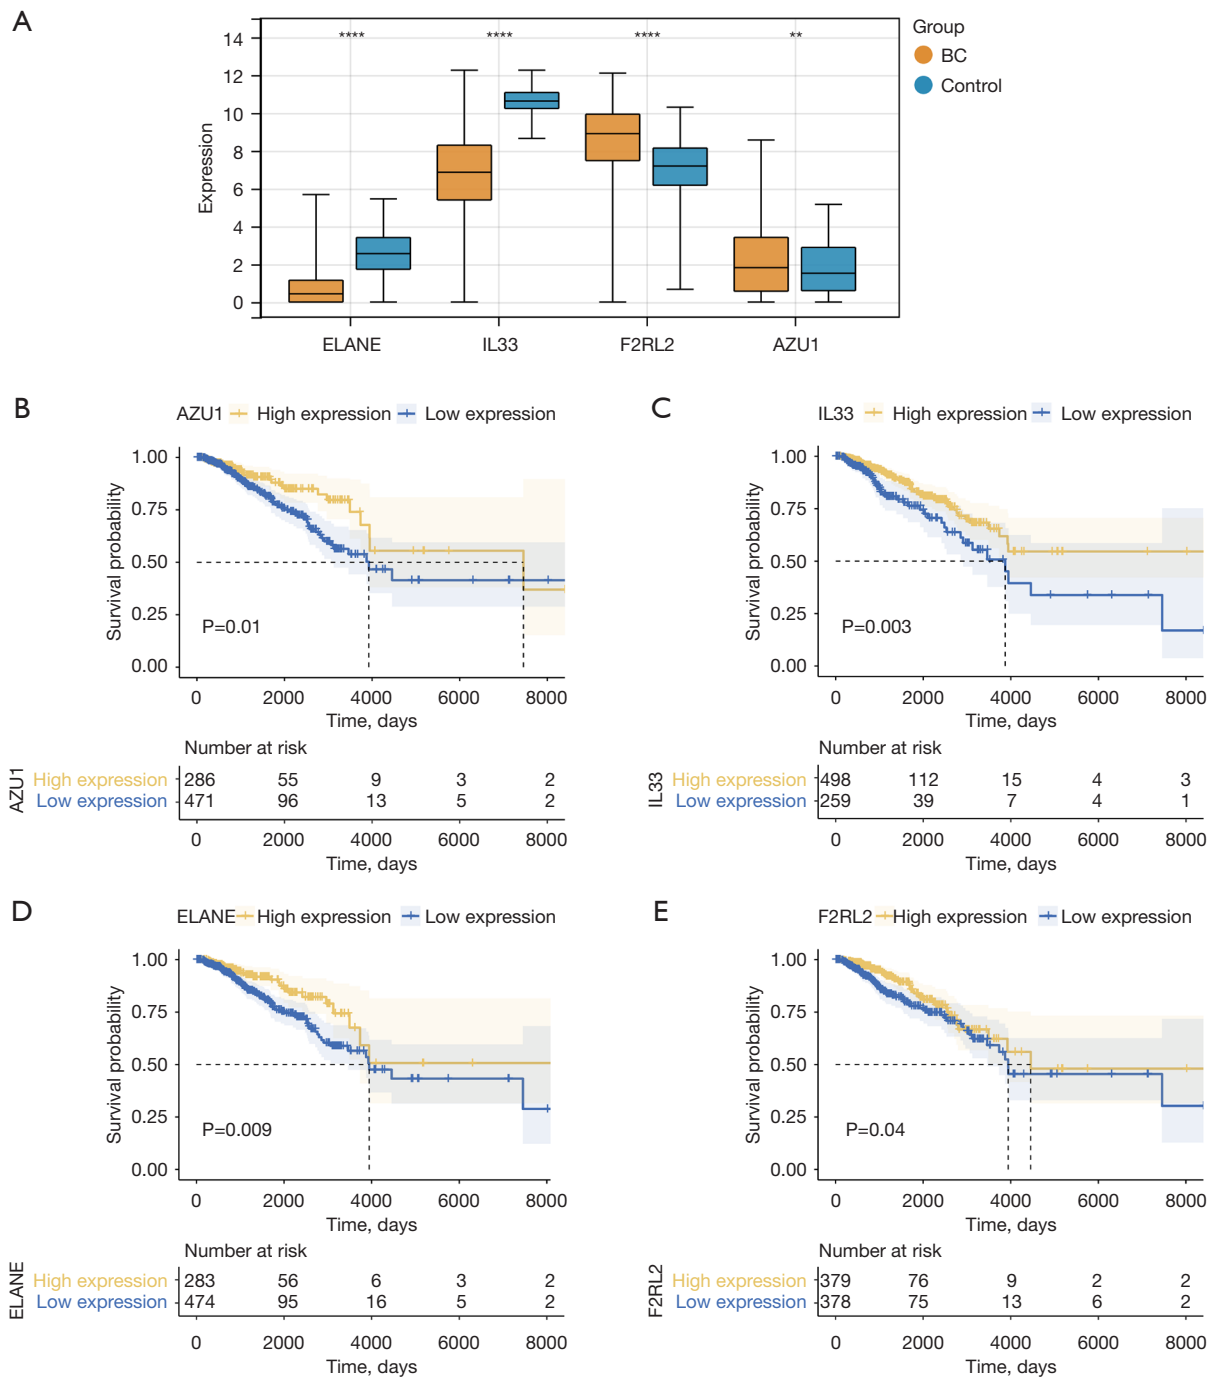 A
Group
BC
Control
**** **** **** **
14
12
10
8
6
4
2
0
Expression
ELANE IL33 F2RL2 AZU1
B
AZU1 High expression Low expression
1.00
0.75
0.50
0.25
0.00
Survival probability
P=0.01
0 2000 4000 6000 8000
Time, days
Number at risk
AZU1
High expression 286 55 9 3 2
Low expression 471 96 13 5 2
0 2000 4000 6000 8000
Time, days
C
IL33 High expression Low expression
1.00
0.75
0.50
0.25
0.00
Survival probability
P=0.003
0 2000 4000 6000 8000
Time, days
Number at risk
IL33
High expression 498 112 15 4 3
Low expression 259 39 7 4 1
0 2000 4000 6000 8000
Time, days
D
ELANE High expression Low expression
1.00
0.75
0.50
0.25
0.00
Survival probability
P=0.009
0 2000 4000 6000 8000
Time, days
Number at risk
ELANE
High expression 283 56 6 3 2
Low expression 474 95 16 5 2
0 2000 4000 6000 8000
Time, days
E
F2RL2 High expression Low expression
1.00
0.75
0.50
0.25
0.00
Survival probability
P=0.04
0 2000 4000 6000 8000
Time, days
Number at risk
F2RL2
High expression 379 76 9 2 2
Low expression 378 75 13 6 2
0 2000 4000 6000 8000
Time, days